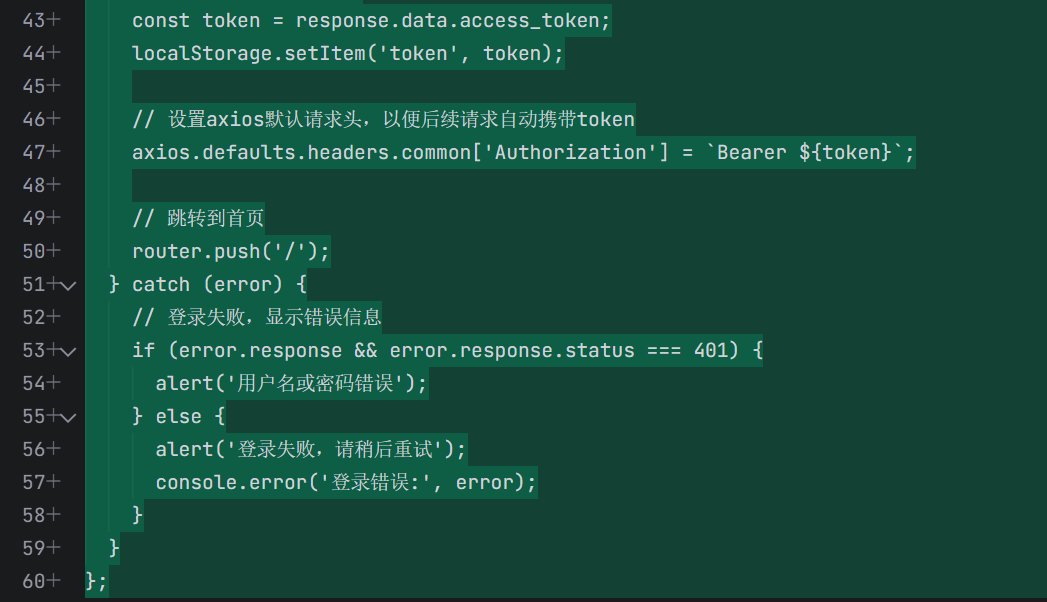 43+ const token = response.data.access_token;
44+ localStorage.setItem('token', token);
45+
46+ // 设置axios默认请求头，以便后续请求自动携带token
47+ axios.defaults.headers.common['Authorization'] = `Bearer ${token}`;
48+
49+ // 跳转到首页
50+ router.push('/');
51+ } catch (error) {
52+ // 登录失败，显示错误信息
53+ if (error.response && error.response.status === 401) {
54+ alert('用户名或密码错误');
55+ } else {
56+ alert('登录失败，请稍后重试');
57+ console.error('登录错误:', error);
58+ }
59+ }
60+ };